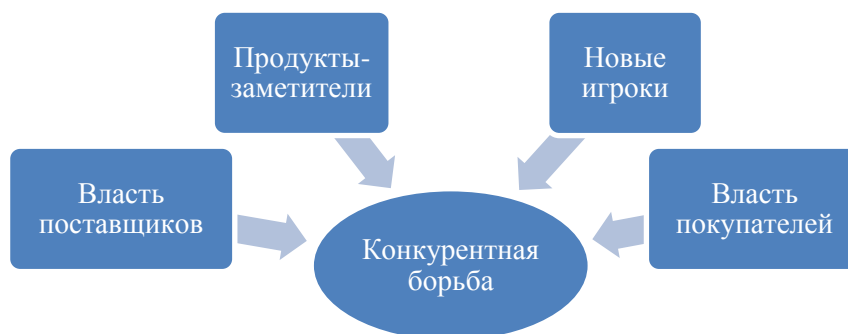 Продукты-
заметители
Новые
игроки
Власть
поставщиков
Власть
покупателей
Конкурентная
борьба